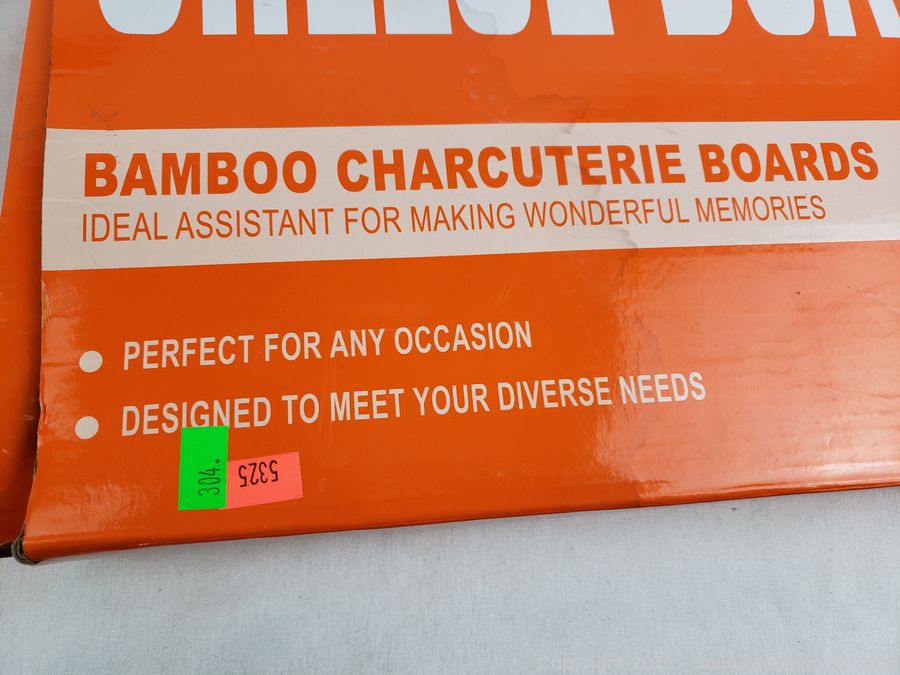 BAMBOO CHARCUTERIE BOARDS
IDEAL ASSISTANT FOR MAKING WONDERFUL MEMORIES
PERFECT FOR ANY OCCASION
DESIGNED TO MEET YOUR DIVERSE NEEDS
304.
5325